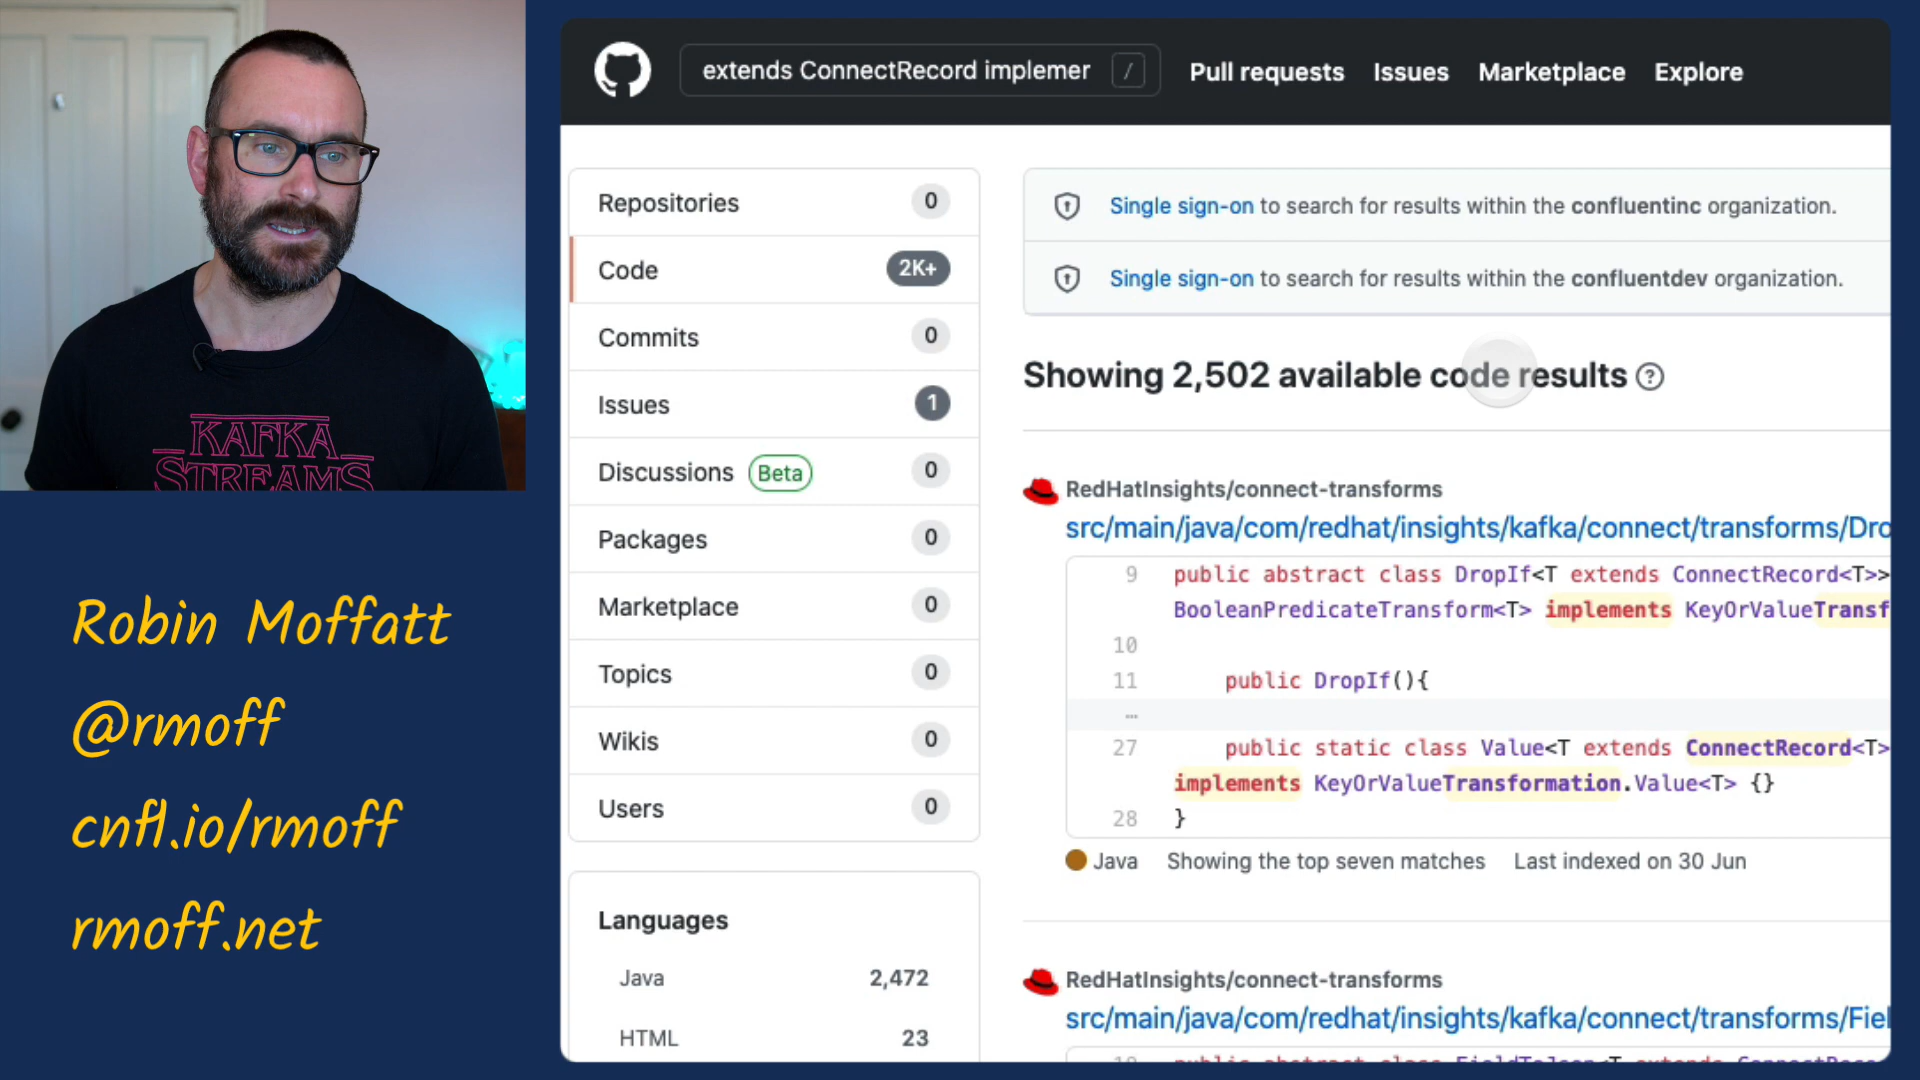 KAFKA
STREAMS
Robin Moffatt
@rmoff
cnfl.io/rmoff
rmoff.net
extends ConnectRecord implemer /
Pull requests Issues Marketplace Explore
Repositories 0
Code 2K+
Commits 0
Issues 1
Discussions Beta 0
Packages 0
Marketplace 0
Topics 0
Wikis 0
Users 0
Languages
Java 2,472
HTML 23
Single sign-on to search for results within the confluentinc organization.
Single sign-on to search for results within the confluentdev organization.
Showing 2,502 available code results ?
RedHatInsights/connect-transforms
src/main/java/com/redhat/insights/kafka/connect/transforms/Dro
9 public abstract class DropIf<T extends ConnectRecord<T>>
BooleanPredicateTransform<T> implements KeyOrValueTransf
10
11 public DropIf(){
…
27 public static class Value<T extends ConnectRecord<T>
implements KeyOrValueTransformation.Value<T> {}
28 }
Java Showing the top seven matches Last indexed on 30 Jun
RedHatInsights/connect-transforms
src/main/java/com/redhat/insights/kafka/connect/transforms/Fiel